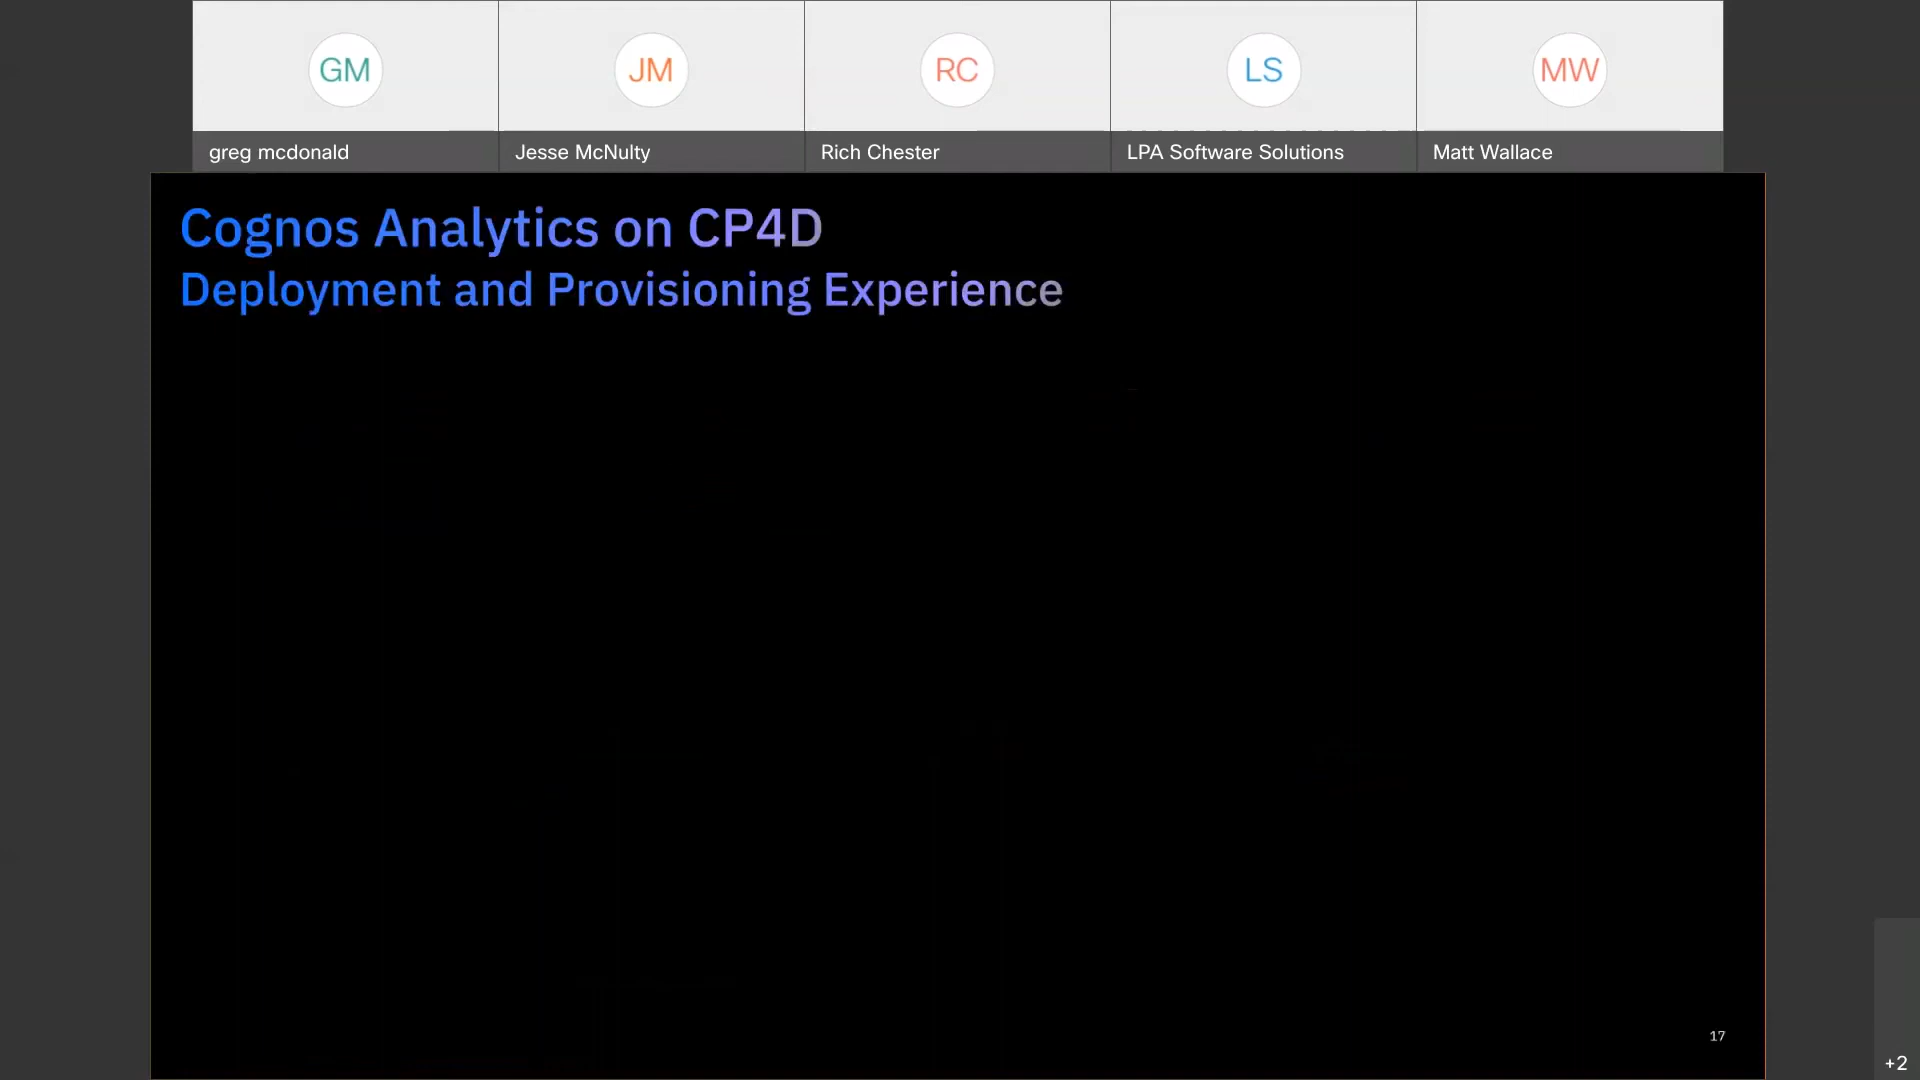 GM
JM
RC
LS
MW
greg mcdonald
Jesse McNulty
Rich Chester
LPA Software Solutions
Matt Wallace
Cognos Analytics on CP4D
Deployment and Provisioning Experience
17
+2